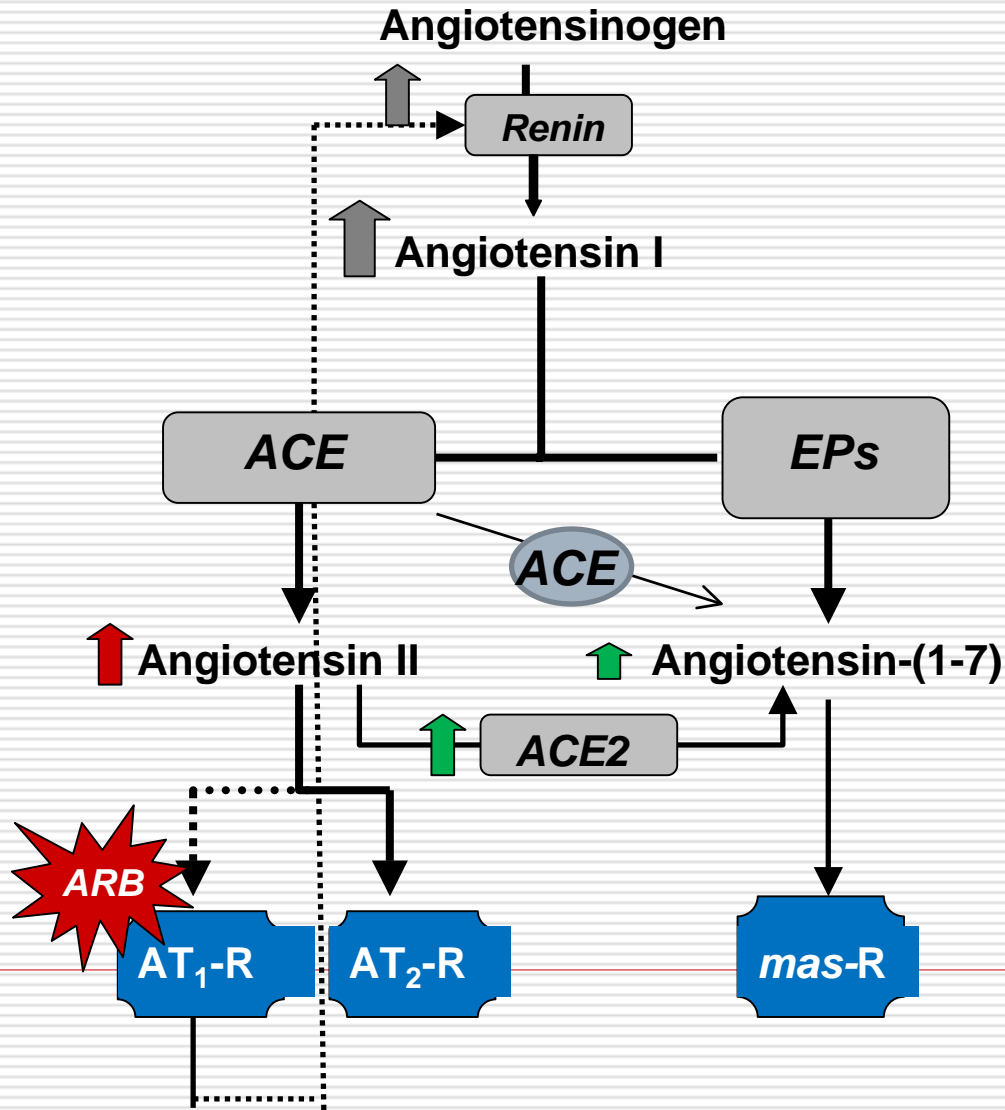 Angiotensinogen
Renin
Angiotensin I
ACE
EPs
ACE
Angiotensin II
Angiotensin-(1-7)
ACE2
ARB
AT₁-R
AT₂-R
mas-R